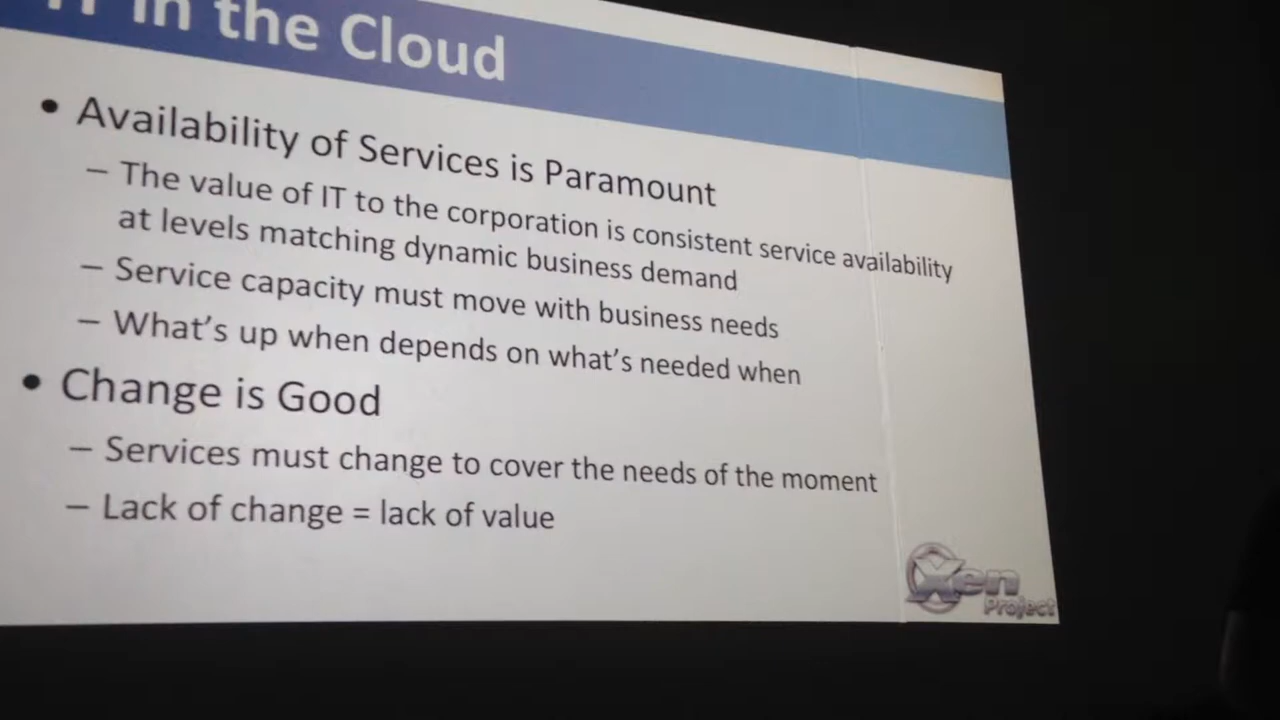 IT in the Cloud
• Availability of Services is Paramount
– The value of IT to the corporation is consistent service availability
at levels matching dynamic business demand
– Service capacity must move with business needs
– What's up when depends on what's needed when
• Change is Good
– Services must change to cover the needs of the moment
– Lack of change = lack of value
Xen
Project